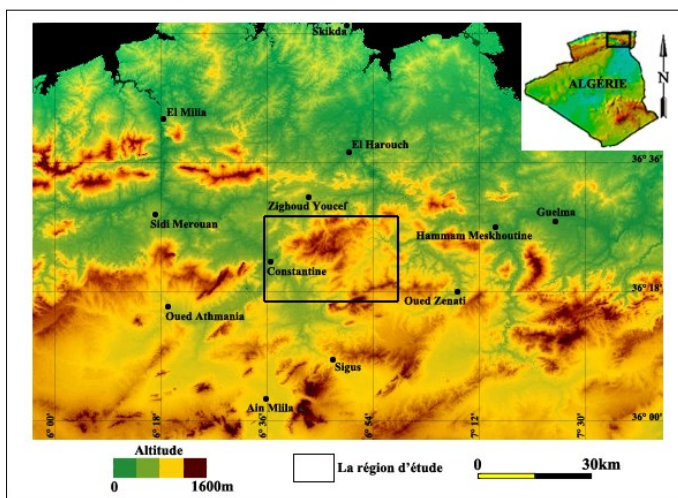 Skikda
ALGÉRIE
N
El Milia
El Harouch
36° 36
Zighoud Youcef
Sidi Merouan
Guelma
Hammam Meskhoutine
Constantine
36° 18
Oued Zenati
Oued Athmania
Sigus
Ain Mlila
36° 00
6° 00
6° 18
6° 36
6° 54
7° 12
7° 30
Altitude
0 1600m
La région d'étude
0 30km